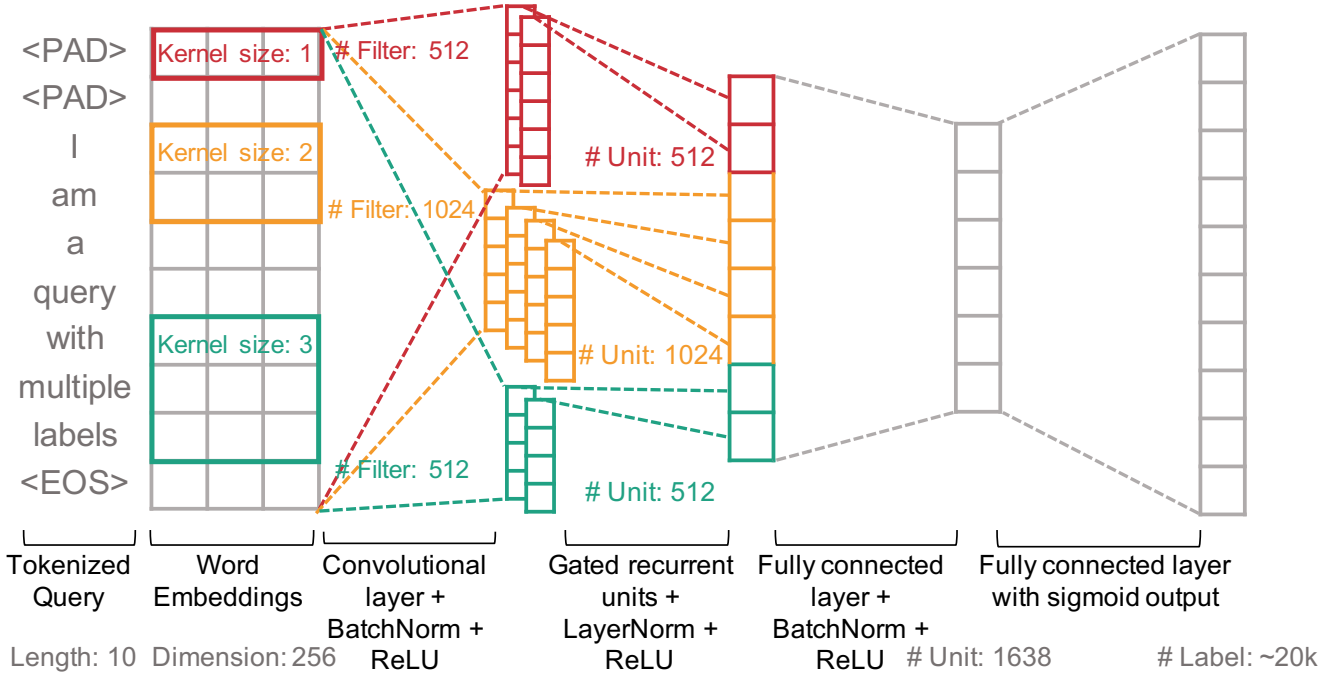 <PAD>
<PAD>
I
am
a
query
with
multiple
labels
<EOS>
Kernel size: 1
Kernel size: 2
Kernel size: 3
# Filter: 512
# Filter: 1024
# Filter: 512
# Unit: 512
# Unit: 1024
# Unit: 512
Tokenized
Query
Word
Embeddings
Convolutional
layer +
BatchNorm +
ReLU
Gated recurrent
units +
LayerNorm +
ReLU
Fully connected
layer +
BatchNorm +
ReLU
Fully connected layer
with sigmoid output
Length: 10
Dimension: 256
# Unit: 1638
# Label: ~20k